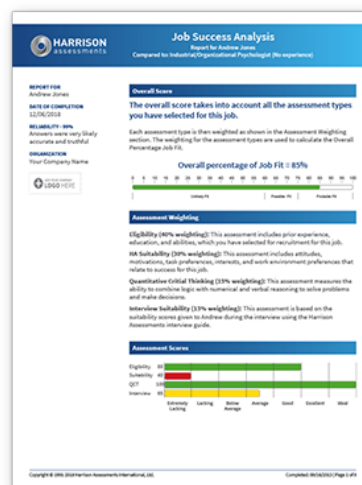 HARRISON
assessments
Job Success Analysis
Report for Andrew Jones
Compared to: Industrial/Organizational Psychologist (No experience)
REPORT FOR
Andrew Jones
DATE OF COMPLETION
12/06/2018
RELIABILITY - 99%
Answers were very likely
accurate and truthful
ORGANIZATION
Your Company Name
LOGO HERE
Overall Score
The overall score takes into account all the assessment types
you have selected for this job.
Each assessment type is then weighted as shown in the Assessment Weighting
section. The weighting for the assessment types are used to calculate the Overall
Percentage Job Fit.
Overall percentage of Job Fit = 85%
Assessment Weighting
Eligibility (40% weighting): This assessment includes prior experience,
education, and abilities, which you have selected for recruitment for this job.
HA Suitability (30% weighting): This assessment includes attitudes,
motivations, task preferences, interests, and work environment preferences that
relate to success for this job.
Quantitative Critial Thinking (15% weighting): This assessment measures the
ability to combine logic with numerical and verbal reasoning to solve problems
and make decisions.
Interview Suitability (15% weighting): This assessment is based on the
suitability scores given to Andrew during the interview using the Harrison
Assessments interview guide.
Assessment Scores
Eligibility
Suitability
QCT
Interview
Extremely
Lacking
Lacking
Below
Average
Average
Good
Excellent
Ideal